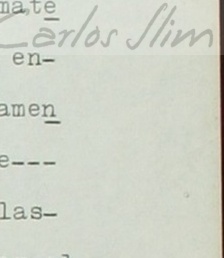 mate
Carlos Slim
en-
amen
e---
las-